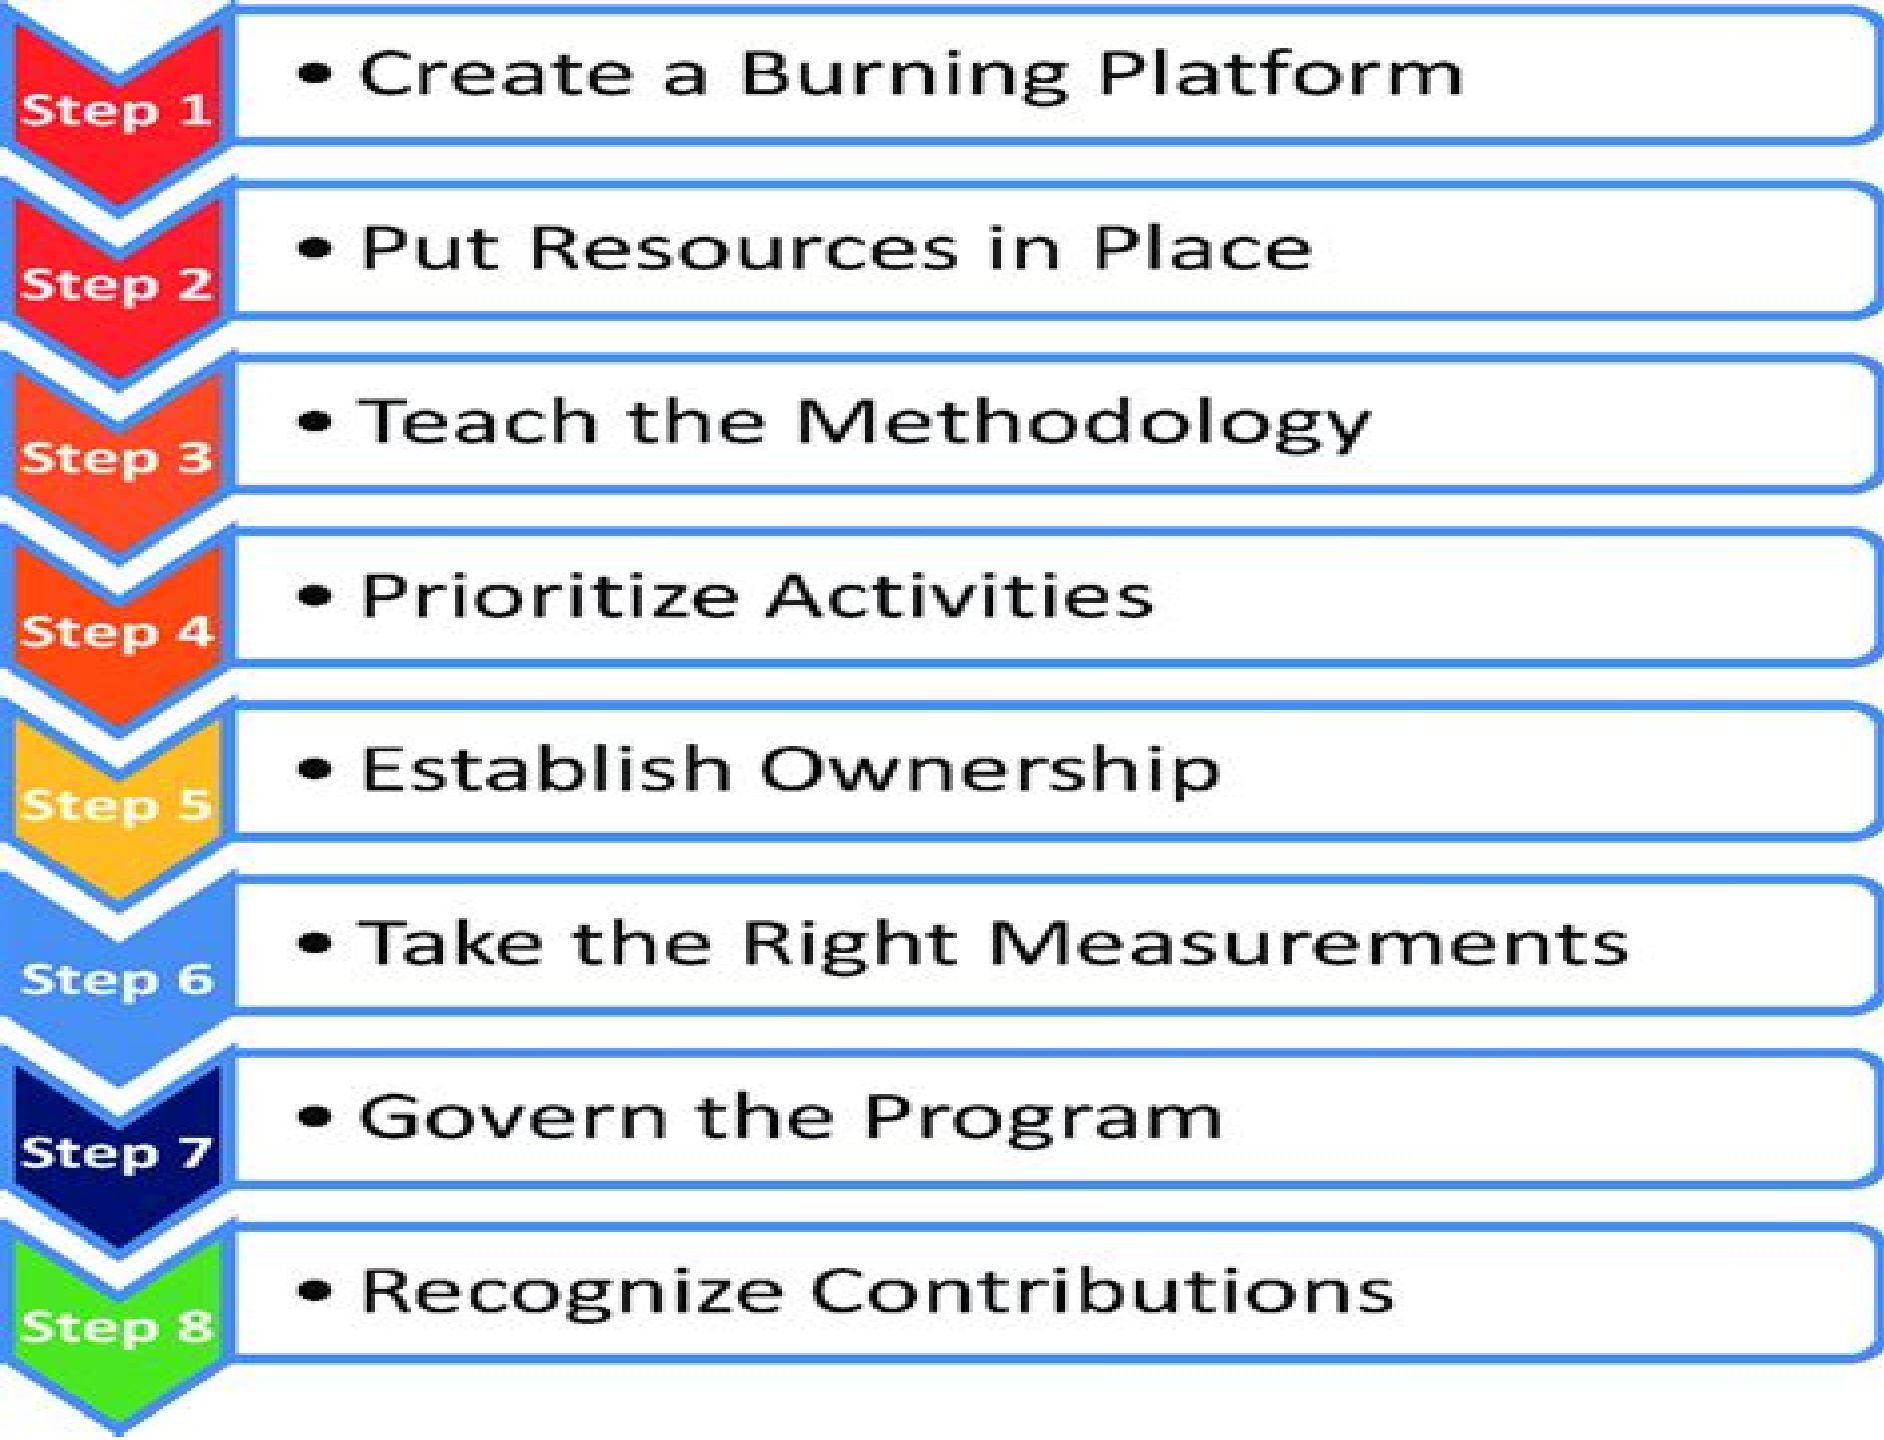 Step 1
• Create a Burning Platform
Step 2
• Put Resources in Place
Step 3
• Teach the Methodology
Step 4
• Prioritize Activities
Step 5
• Establish Ownership
Step 6
• Take the Right Measurements
Step 7
• Govern the Program
Step 8
• Recognize Contributions